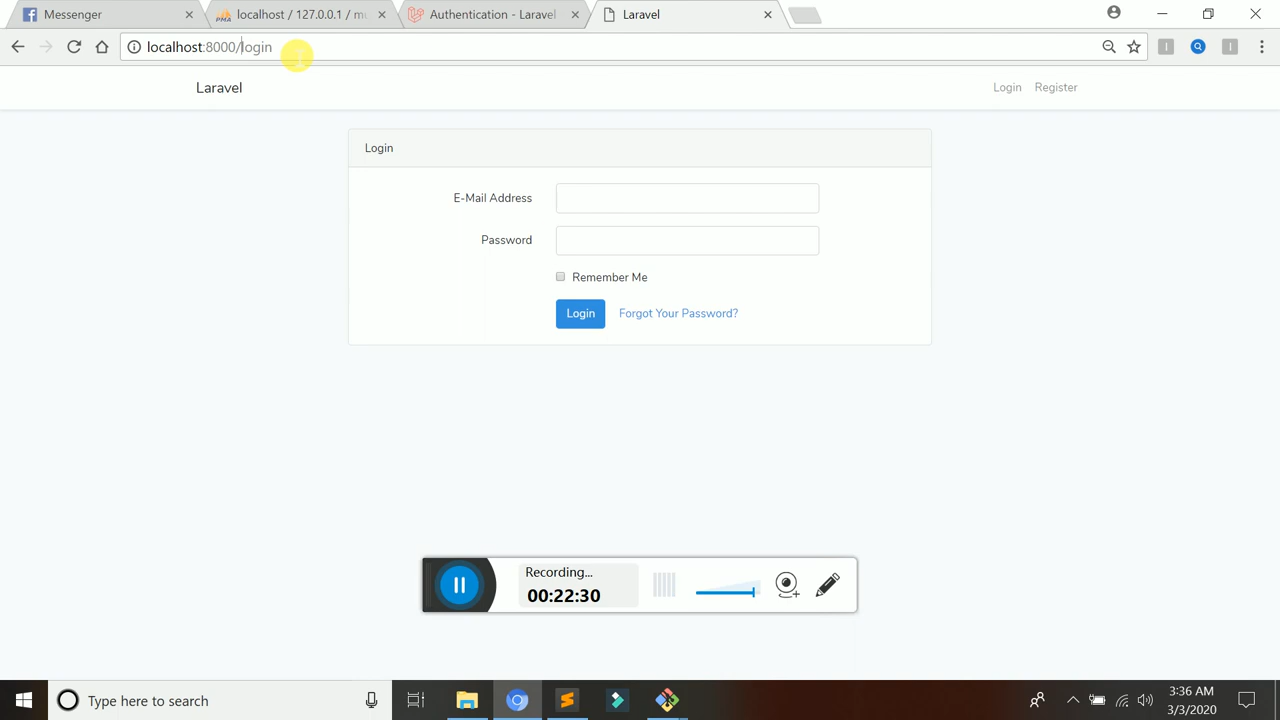 Messenger
localhost / 127.0.0.1 / mu
Authentication - Laravel
Laravel
localhost:8000/login
Laravel
Login
Register
Login
E-Mail Address
Password
Remember Me
Login
Forgot Your Password?
Recording...
00:22:30
Type here to search
3:36 AM
3/3/2020